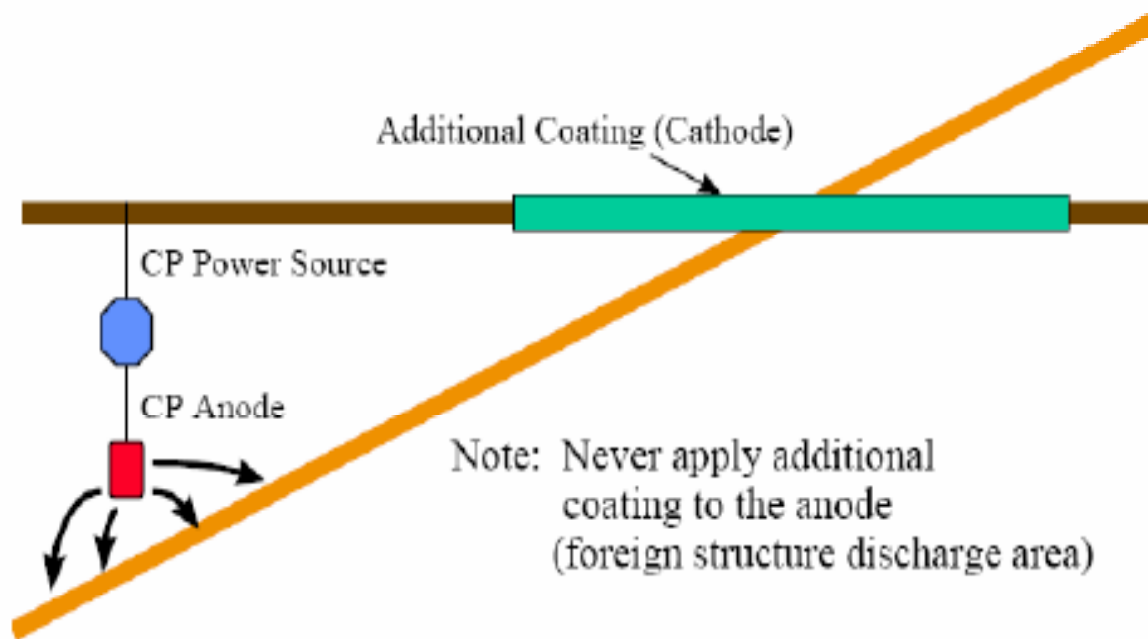 Additional Coating (Cathode)
CP Power Source
CP Anode
Note: Never apply additional
coating to the anode
(foreign structure discharge area)